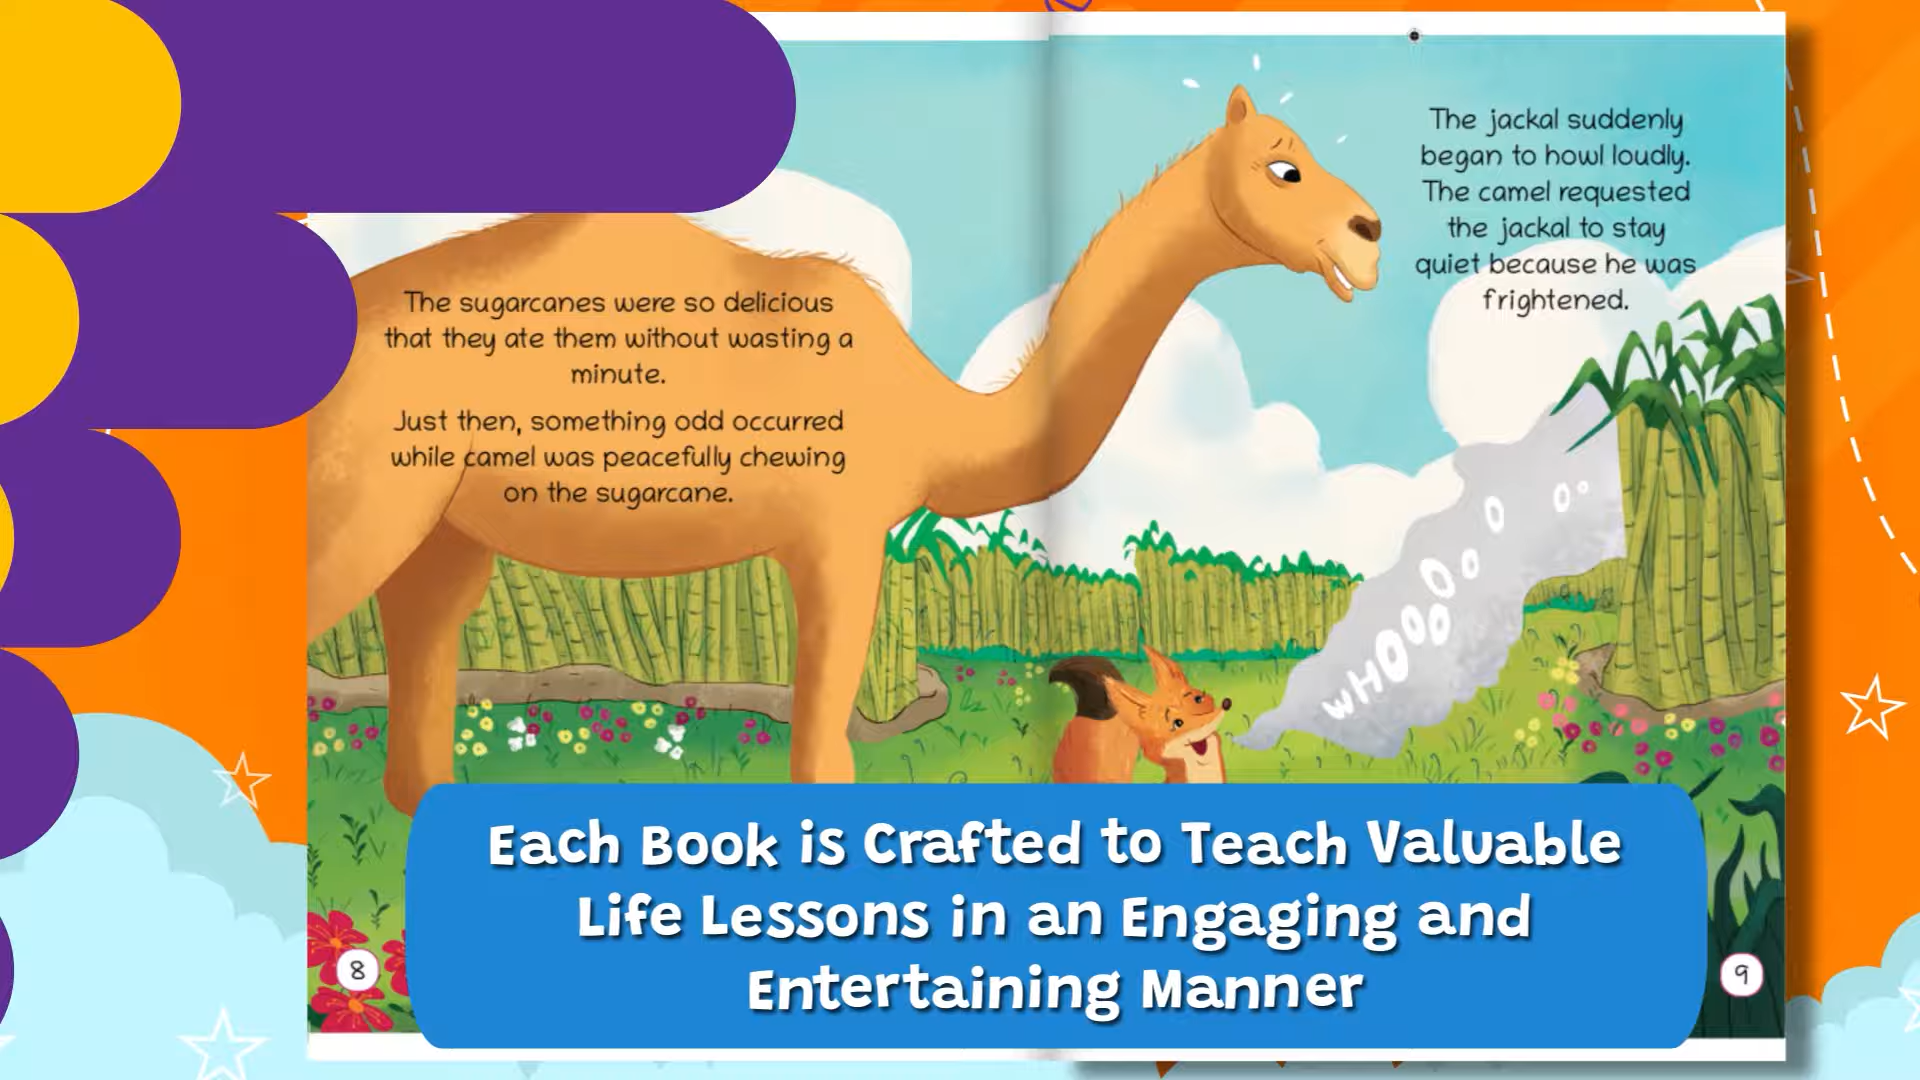 The sugarcanes were so delicious
that they ate them without wasting a
minute.
Just then, something odd occurred
while camel was peacefully chewing
on the sugarcane.
8
The jackal suddenly
began to howl loudly.
The camel requested
the jackal to stay
quiet because he was
frightened.
wHOooOoOOo
9
Each Book is Crafted to Teach Valuable
Life Lessons in an Engaging and
Entertaining Manner